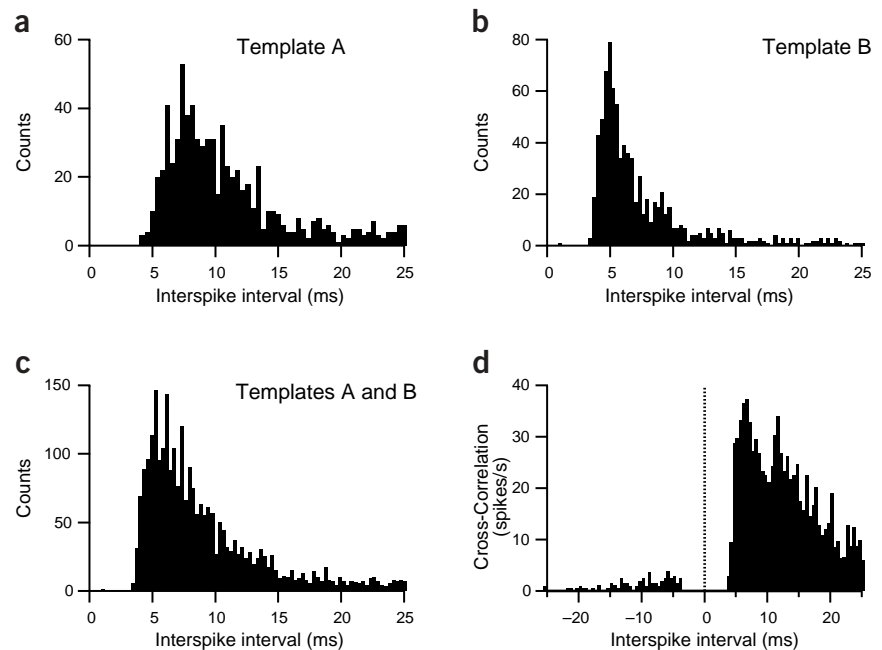 a
Template A
60
40
20
0
Counts
0 5 10 15 20 25
Interspike interval (ms)
b
Template B
80
60
40
20
0
Counts
0 5 10 15 20 25
Interspike interval (ms)
c
Templates A and B
150
100
50
0
Counts
0 5 10 15 20 25
Interspike interval (ms)
d
40
30
20
10
0
Cross-Correlation
(spikes/s)
–20 –10 0 10 20
Interspike interval (ms)